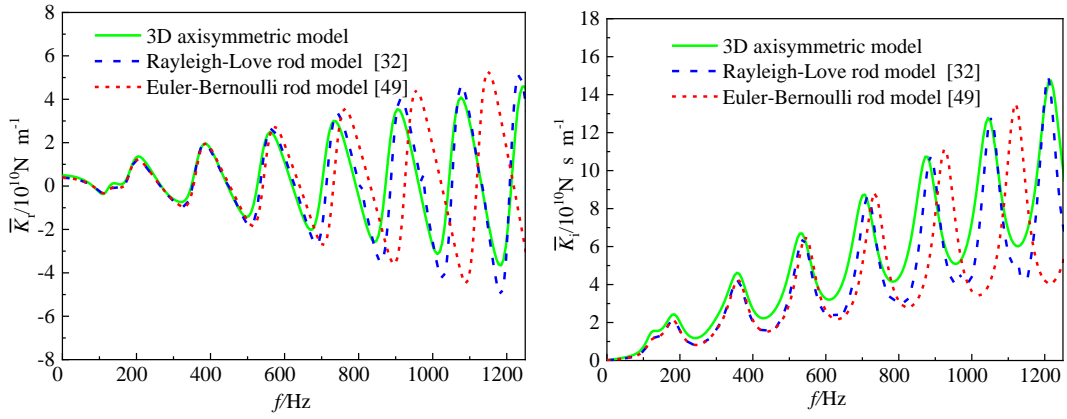 8
6
4
2
0
-2
-4
-6
-8
K̅r/10¹⁰N m⁻¹
3D axisymmetric model
Rayleigh-Love rod model [32]
Euler-Bernoulli rod model [49]
0 200 400 600 800 1000 1200
f/Hz
18
16
14
12
10
8
6
4
2
0
K̅i/10¹⁰N s m⁻¹
3D axisymmetric model
Rayleigh-Love rod model [32]
Euler-Bernoulli rod model [49]
0 200 400 600 800 1000 1200
f/Hz